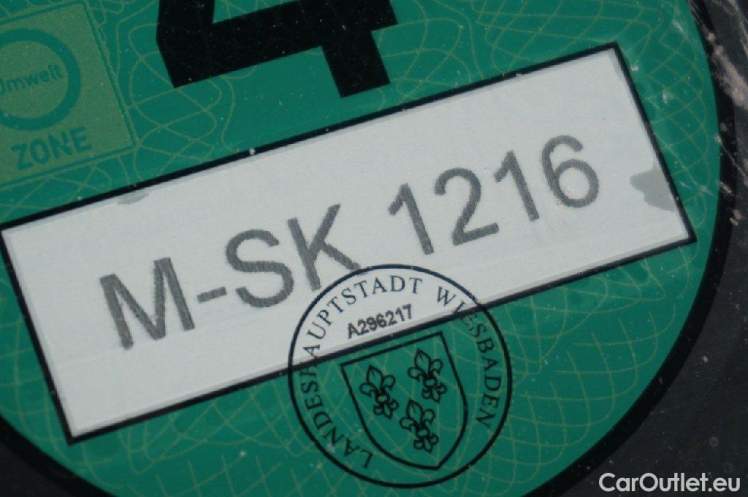 4
Umwelt
ZONE
M-SK 1216
LANDESHAUPTSTADT WIESBADEN
A296217
CarOutlet.eu